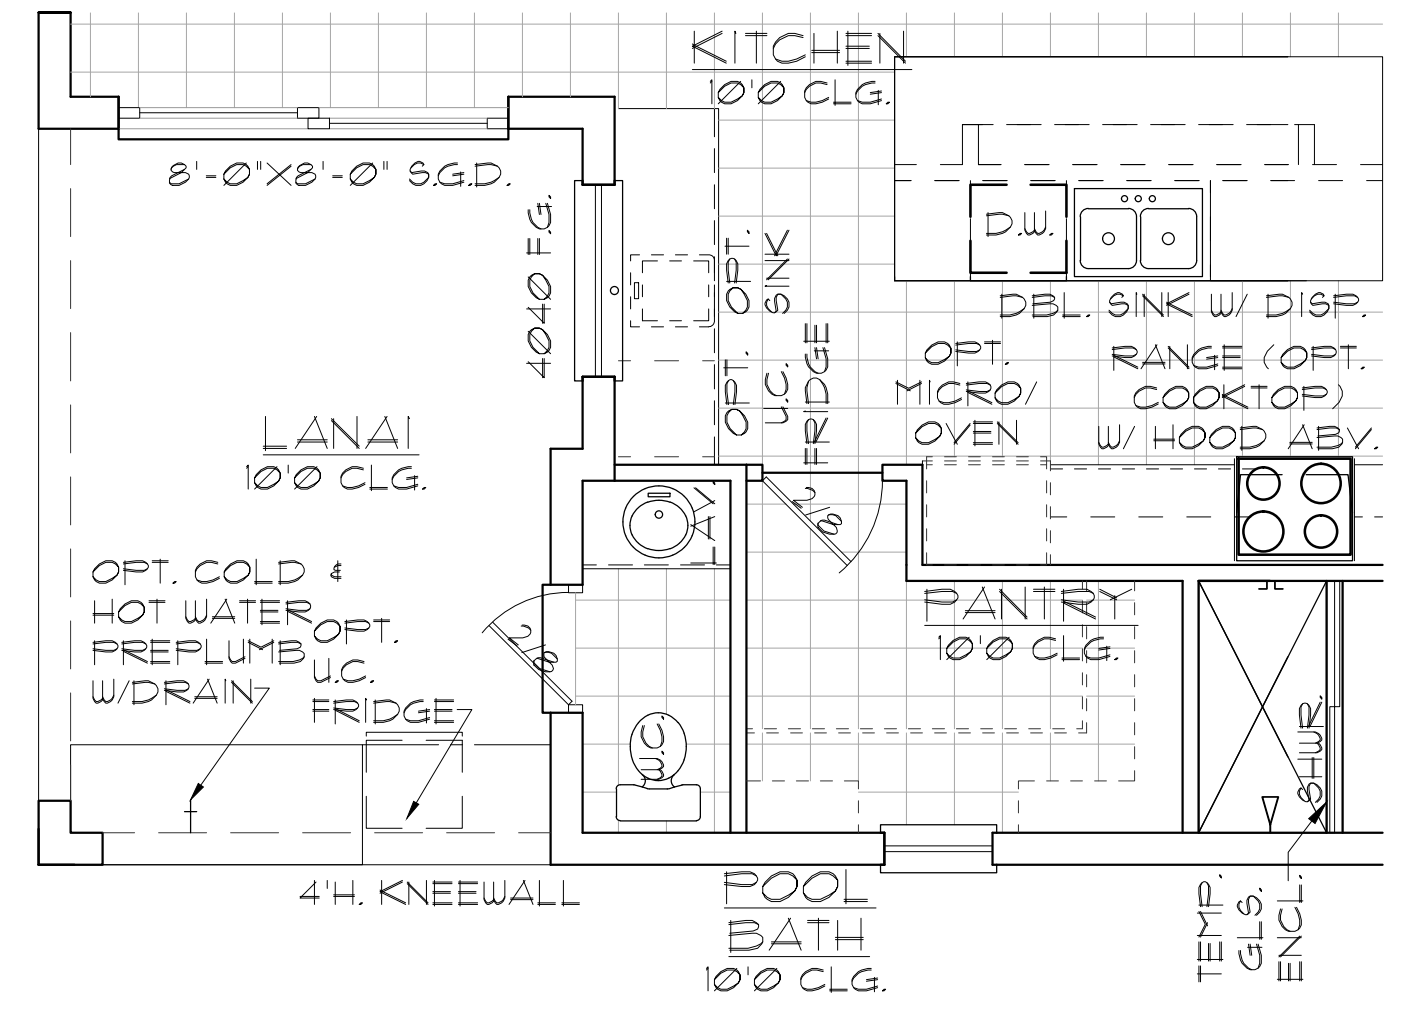 KITCHEN
10'0 CLG.
8'-0"X8'-0" S.G.D.
4040 F.G.
OPT. OPT.
U.C. SINK
FRIDGE
D.W.
DBL. SINK W/ DISP.
OPT.
MICRO/
OVEN
RANGE (OPT.
COOKTOP)
W/ HOOD ABV.
LANAI
10'0 CLG.
LAV.
2/8
OPT. COLD &
HOT WATER
PREPLUMB
W/DRAIN
OPT.
U.C.
FRIDGE
2/8
PANTRY
10'0 CLG.
W.C.
SHWR.
4'H. KNEEWALL
POOL
BATH
10'0 CLG.
TEMP.
GLS.
ENCL.